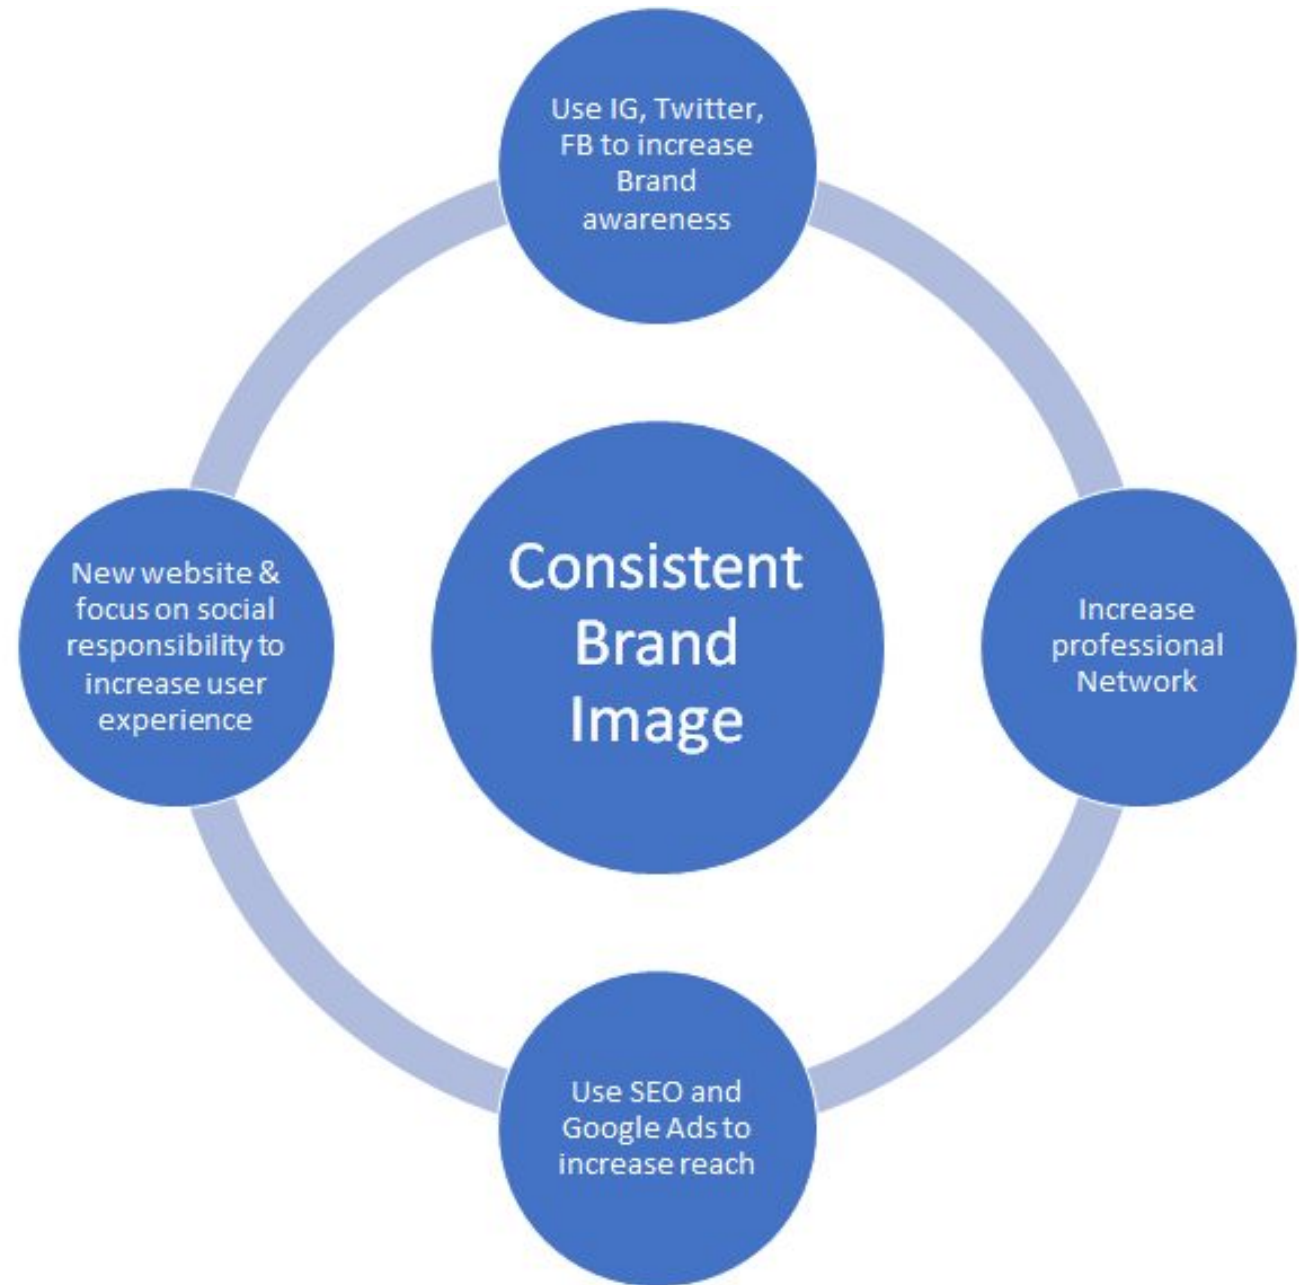 Use IG, Twitter,
FB to increase
Brand
awareness
New website &
focus on social
responsibility to
increase user
experience
Consistent
Brand
Image
Increase
professional
Network
Use SEO and
Google Ads to
increase reach